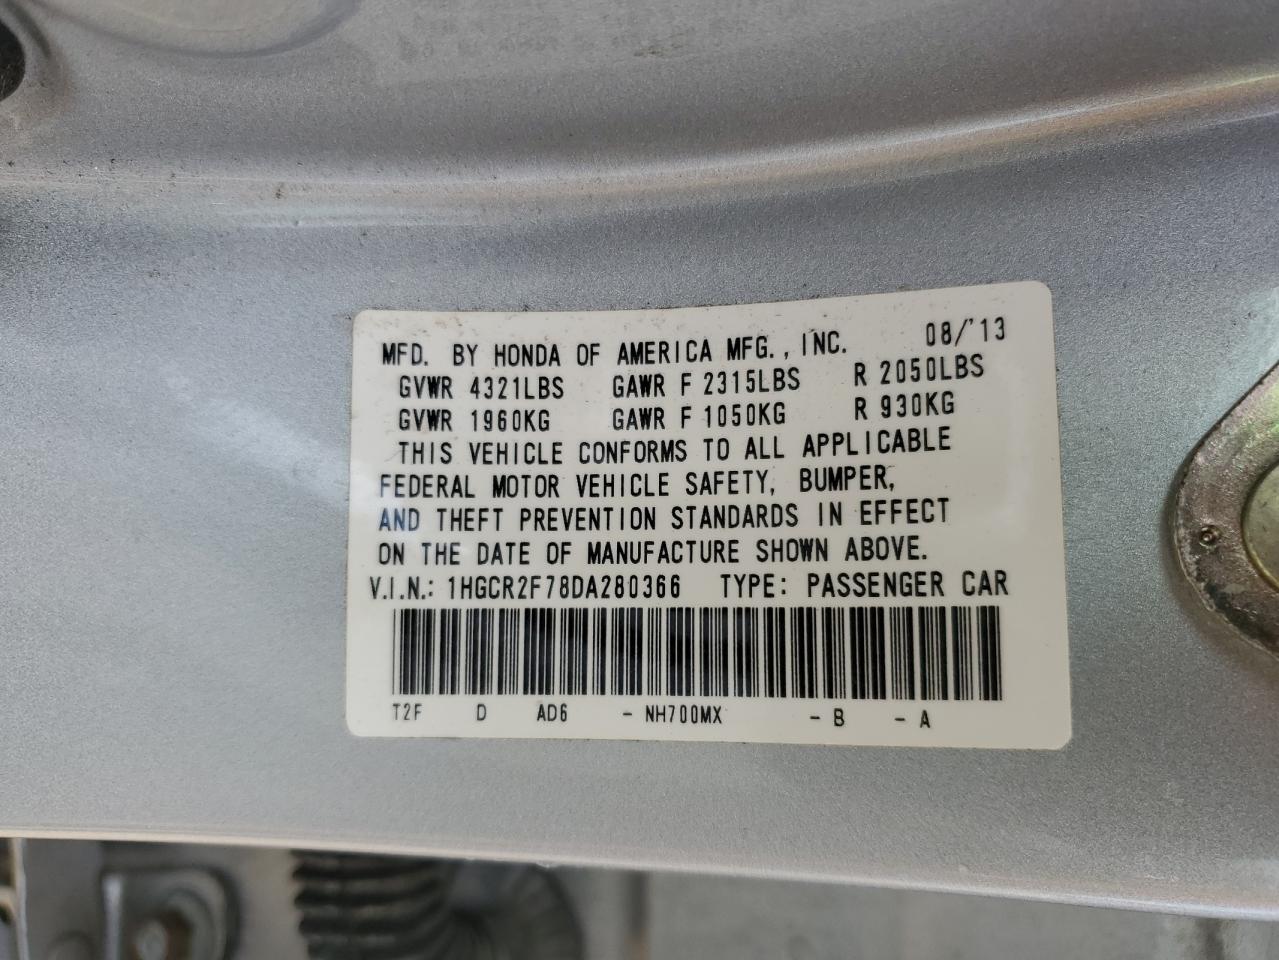 MFD. BY HONDA OF AMERICA MFG., INC. 08/'13
GVWR 4321LBS GAWR F 2315LBS R 2050LBS
GVWR 1960KG GAWR F 1050KG R 930KG
THIS VEHICLE CONFORMS TO ALL APPLICABLE
FEDERAL MOTOR VEHICLE SAFETY, BUMPER,
AND THEFT PREVENTION STANDARDS IN EFFECT
ON THE DATE OF MANUFACTURE SHOWN ABOVE.
V.I.N.: 1HGCR2F78DA280366 TYPE: PASSENGER CAR
T2F D AD6 - NH700MX - B - A